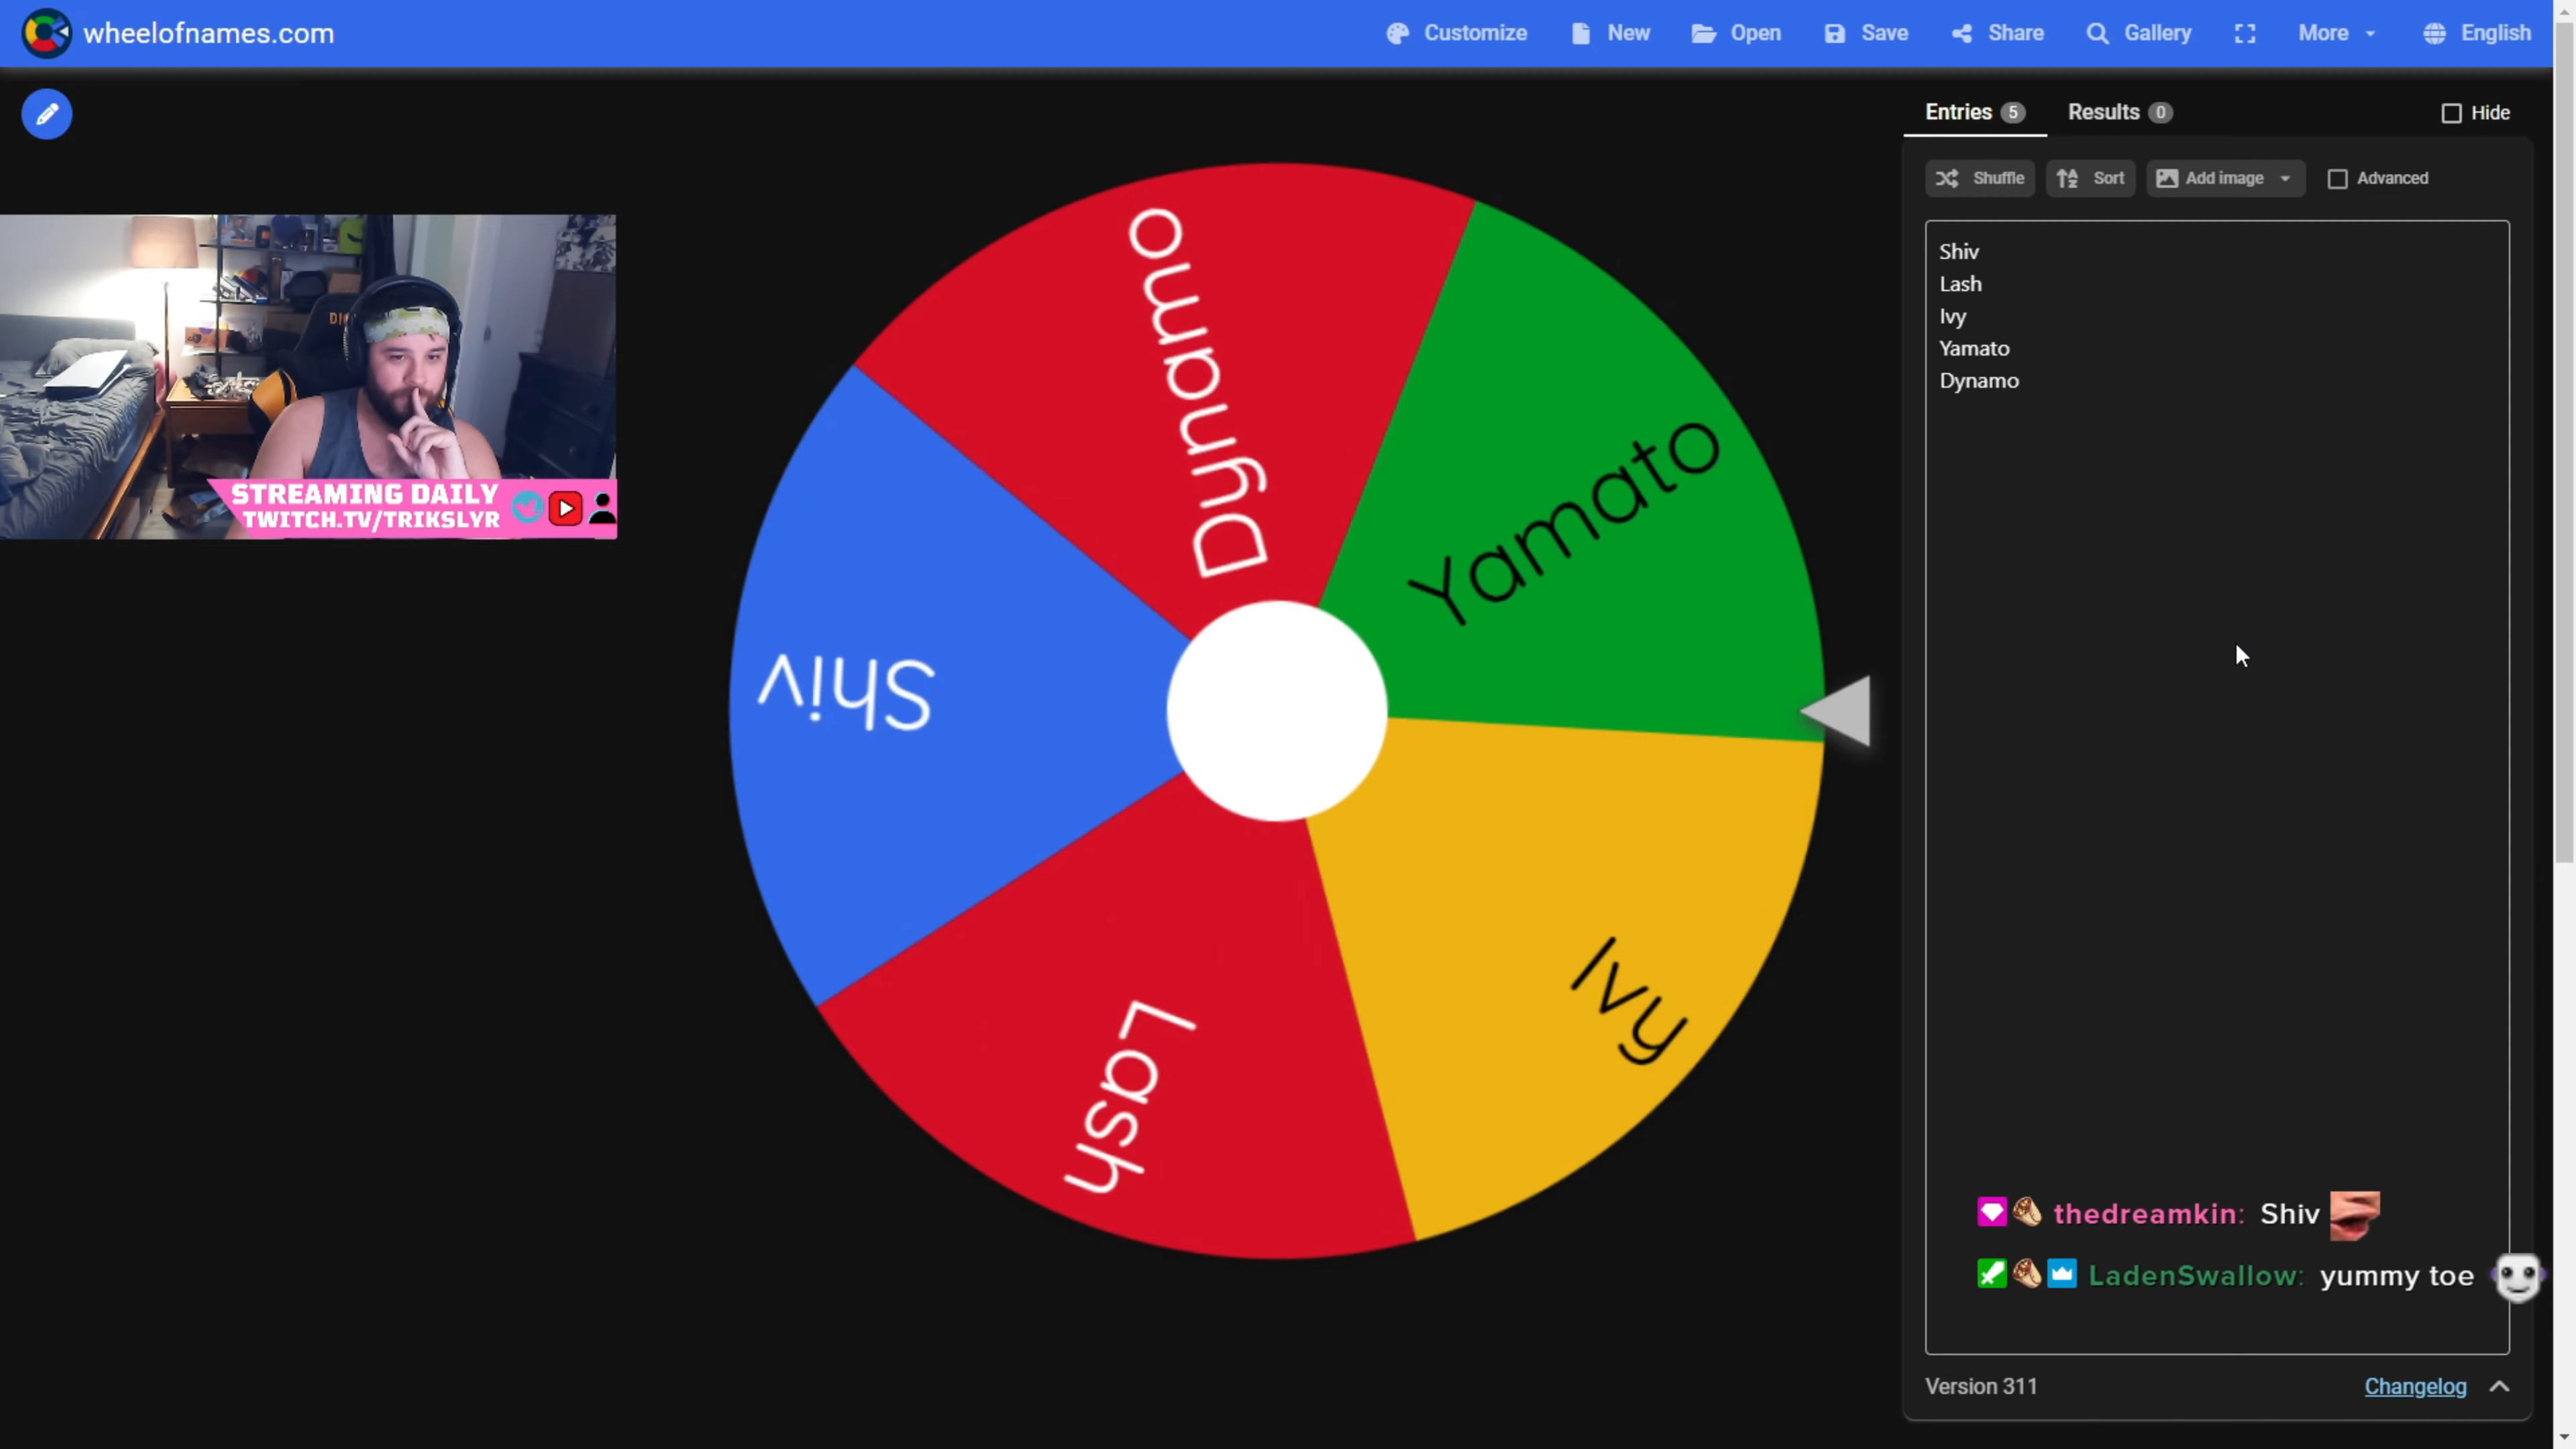 wheelofnames.com
Customize
New
Open
Save
Share
Gallery
More
English
Entries 5
Results 0
Hide
Shuffle
Sort
Add image
Advanced
Shiv
Lash
Ivy
Yamato
Dynamo
Dynamo
Yamato
Shiv
Ivy
Lash
STREAMING DAILY
TWITCH.TV/TRIKSLYR
thedreamkin: Shiv
LadenSwallow: yummy toe
Version 311
Changelog